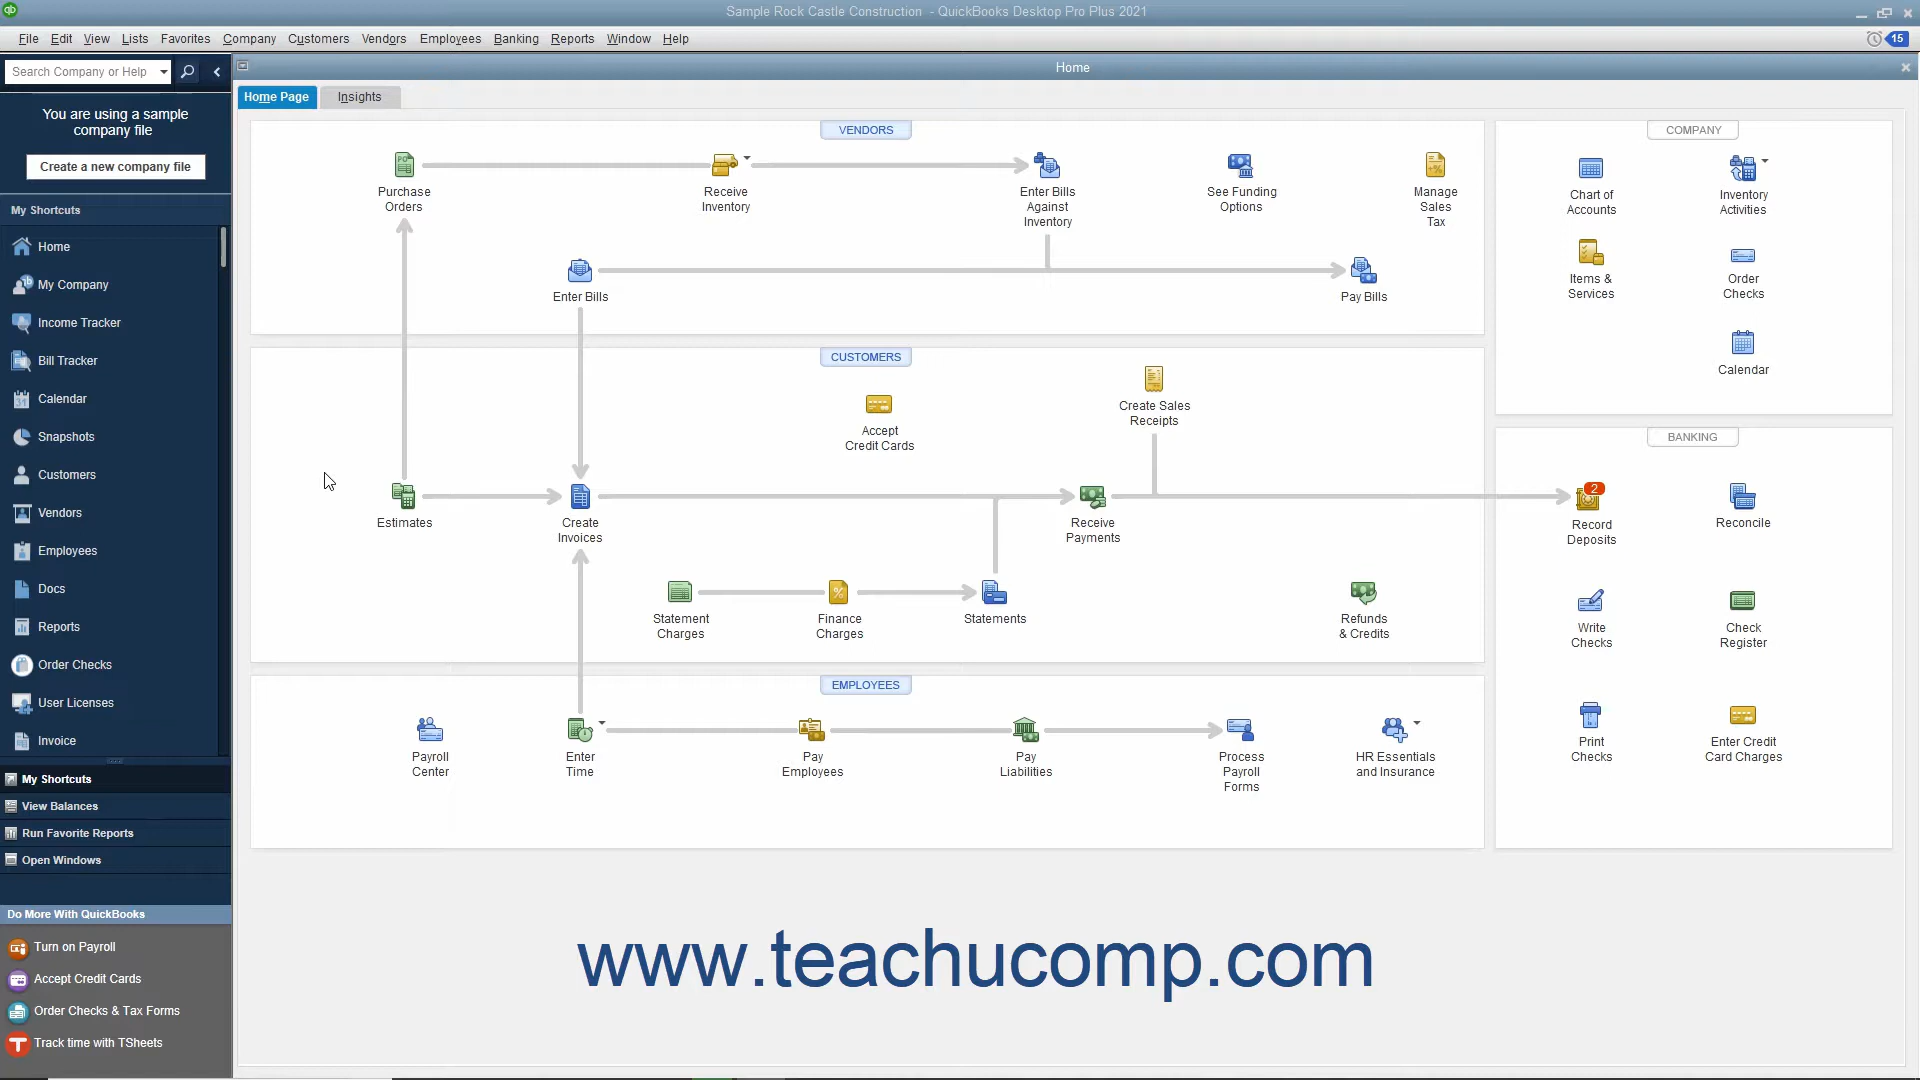 Sample Rock Castle Construction - QuickBooks Desktop Pro Plus 2021
File Edit View Lists Favorites Company Customers Vendors Employees Banking Reports Window Help
15
Search Company or Help
Home
You are using a sample
company file
Create a new company file
My Shortcuts
Home
My Company
Income Tracker
Bill Tracker
Calendar
Snapshots
Customers
Vendors
Employees
Docs
Reports
Order Checks
User Licenses
Invoice
My Shortcuts
View Balances
Run Favorite Reports
Open Windows
Do More With QuickBooks
Turn on Payroll
Accept Credit Cards
Order Checks & Tax Forms
Track time with TSheets
Home Page Insights
VENDORS
Purchase
Orders
Receive
Inventory
Enter Bills
Against
Inventory
See Funding
Options
Manage
Sales
Tax
Enter Bills
Pay Bills
CUSTOMERS
Accept
Credit Cards
Create Sales
Receipts
Estimates
Create
Invoices
Receive
Payments
Statement
Charges
Finance
Charges
Statements
Refunds
& Credits
EMPLOYEES
Payroll
Center
Enter
Time
Pay
Employees
Pay
Liabilities
Process
Payroll
Forms
HR Essentials
and Insurance
COMPANY
Chart of
Accounts
Inventory
Activities
Items &
Services
Order
Checks
Calendar
BANKING
2
Record
Deposits
Reconcile
Write
Checks
Check
Register
Print
Checks
Enter Credit
Card Charges
www.teachucomp.com